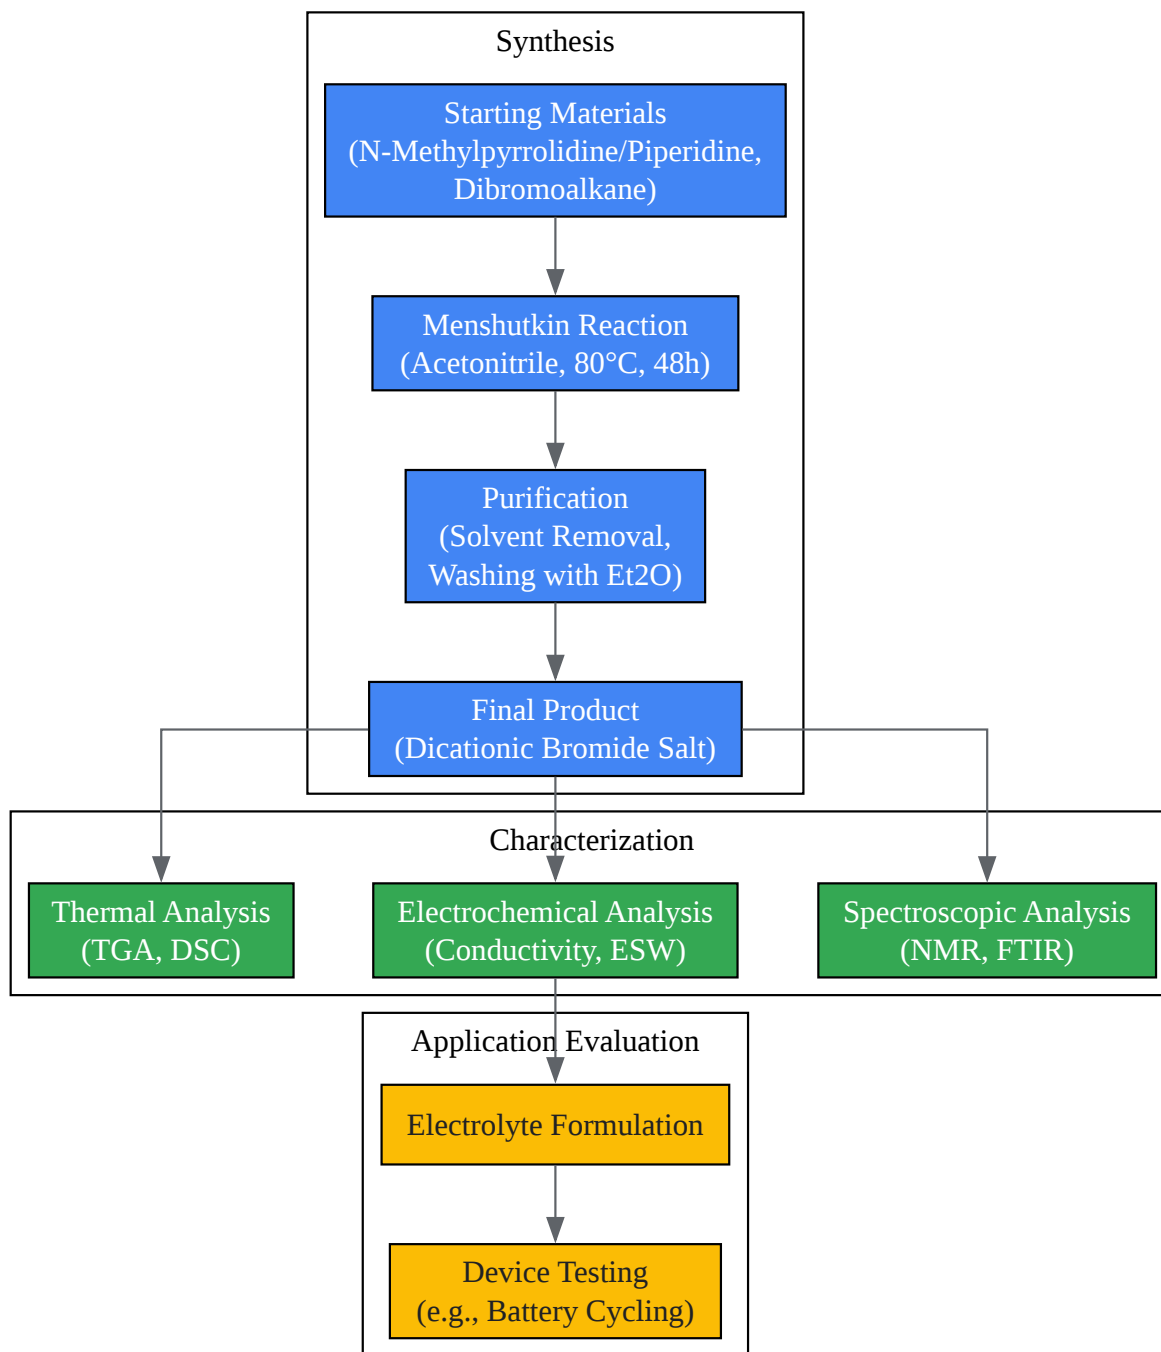 Synthesis
Starting Materials
(N-Methylpyrrolidine/Piperidine,
Dibromoalkane)
Menshutkin Reaction
(Acetonitrile, 80°C, 48h)
Purification
(Solvent Removal,
Washing with Et2O)
Final Product
(Dicationic Bromide Salt)
Characterization
Thermal Analysis
(TGA, DSC)
Electrochemical Analysis
(Conductivity, ESW)
Spectroscopic Analysis
(NMR, FTIR)
Application Evaluation
Electrolyte Formulation
Device Testing
(e.g., Battery Cycling)